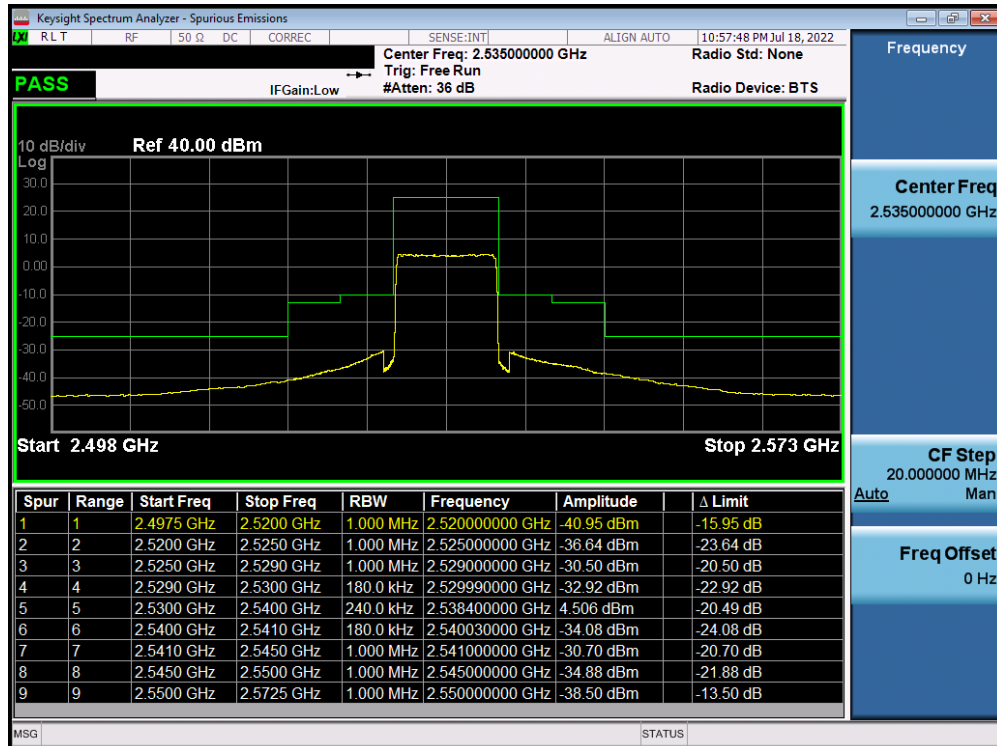 Keysight Spectrum Analyzer - Spurious Emissions
LXI RLT RF 50 Ω DC CORREC SENSE:INT ALIGN AUTO 10:57:48 PM Jul 18, 2022
Center Freq: 2.535000000 GHz Radio Std: None
Trig: Free Run
PASS IFGain:Low #Atten: 36 dB Radio Device: BTS
10 dB/div Ref 40.00 dBm
Log
30.0
20.0
10.0
0.00
-10.0
-20.0
-30.0
-40.0
-50.0
Start 2.498 GHz Stop 2.573 GHz
Spur Range Start Freq Stop Freq RBW Frequency Amplitude Δ Limit
1 1 2.4975 GHz 2.5200 GHz 1.000 MHz 2.520000000 GHz -40.95 dBm -15.95 dB
2 2 2.5200 GHz 2.5250 GHz 1.000 MHz 2.525000000 GHz -36.64 dBm -23.64 dB
3 3 2.5250 GHz 2.5290 GHz 1.000 MHz 2.529000000 GHz -30.50 dBm -20.50 dB
4 4 2.5290 GHz 2.5300 GHz 180.0 kHz 2.529990000 GHz -32.92 dBm -22.92 dB
5 5 2.5300 GHz 2.5400 GHz 240.0 kHz 2.538400000 GHz 4.506 dBm -20.49 dB
6 6 2.5400 GHz 2.5410 GHz 180.0 kHz 2.540030000 GHz -34.08 dBm -24.08 dB
7 7 2.5410 GHz 2.5450 GHz 1.000 MHz 2.541000000 GHz -30.70 dBm -20.70 dB
8 8 2.5450 GHz 2.5500 GHz 1.000 MHz 2.545000000 GHz -34.88 dBm -21.88 dB
9 9 2.5500 GHz 2.5725 GHz 1.000 MHz 2.550000000 GHz -38.50 dBm -13.50 dB
MSG STATUS
Frequency
Center Freq
2.535000000 GHz
CF Step
20.000000 MHz
Auto Man
Freq Offset
0 Hz